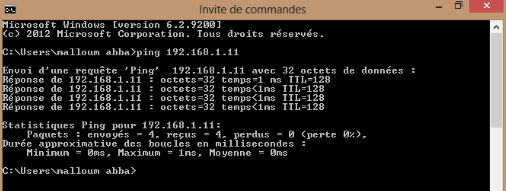 Invite de commandes
Microsoft Windows [version 6.2.9200]
(c) 2012 Microsoft Corporation. Tous droits réservés.
C:\Users\malloum abba>ping 192.168.1.11
Envoi d'une requête 'Ping'  192.168.1.11 avec 32 octets de données :
Réponse de 192.168.1.11 : octets=32 temps=1 ms TTL=128
Réponse de 192.168.1.11 : octets=32 temps<1ms TTL=128
Réponse de 192.168.1.11 : octets=32 temps<1ms TTL=128
Réponse de 192.168.1.11 : octets=32 temps<1ms TTL=128
Statistiques Ping pour 192.168.1.11:
Paquets : envoyés = 4, reçus = 4, perdus = 0 (perte 0%),
Durée approximative des boucles en millisecondes :
Minimum = 0ms, Maximum = 1ms, Moyenne = 0ms
C:\Users\malloum abba>